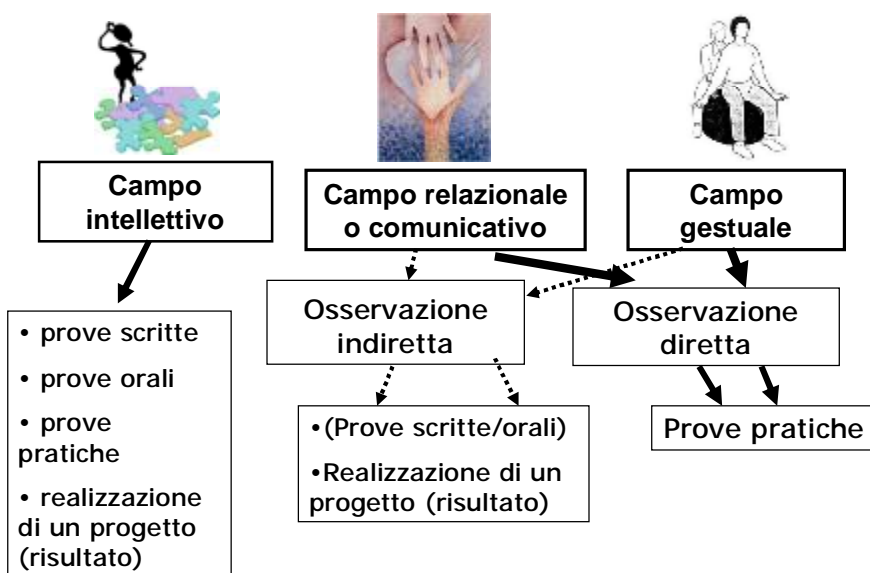 Campo
intellettivo
Campo relazionale
o comunicativo
Campo
gestuale
Osservazione
indiretta
Osservazione
diretta
• prove scritte
• prove orali
• prove
pratiche
• realizzazione
di un progetto
(risultato)
•(Prove scritte/orali)
•Realizzazione di un
progetto (risultato)
Prove pratiche